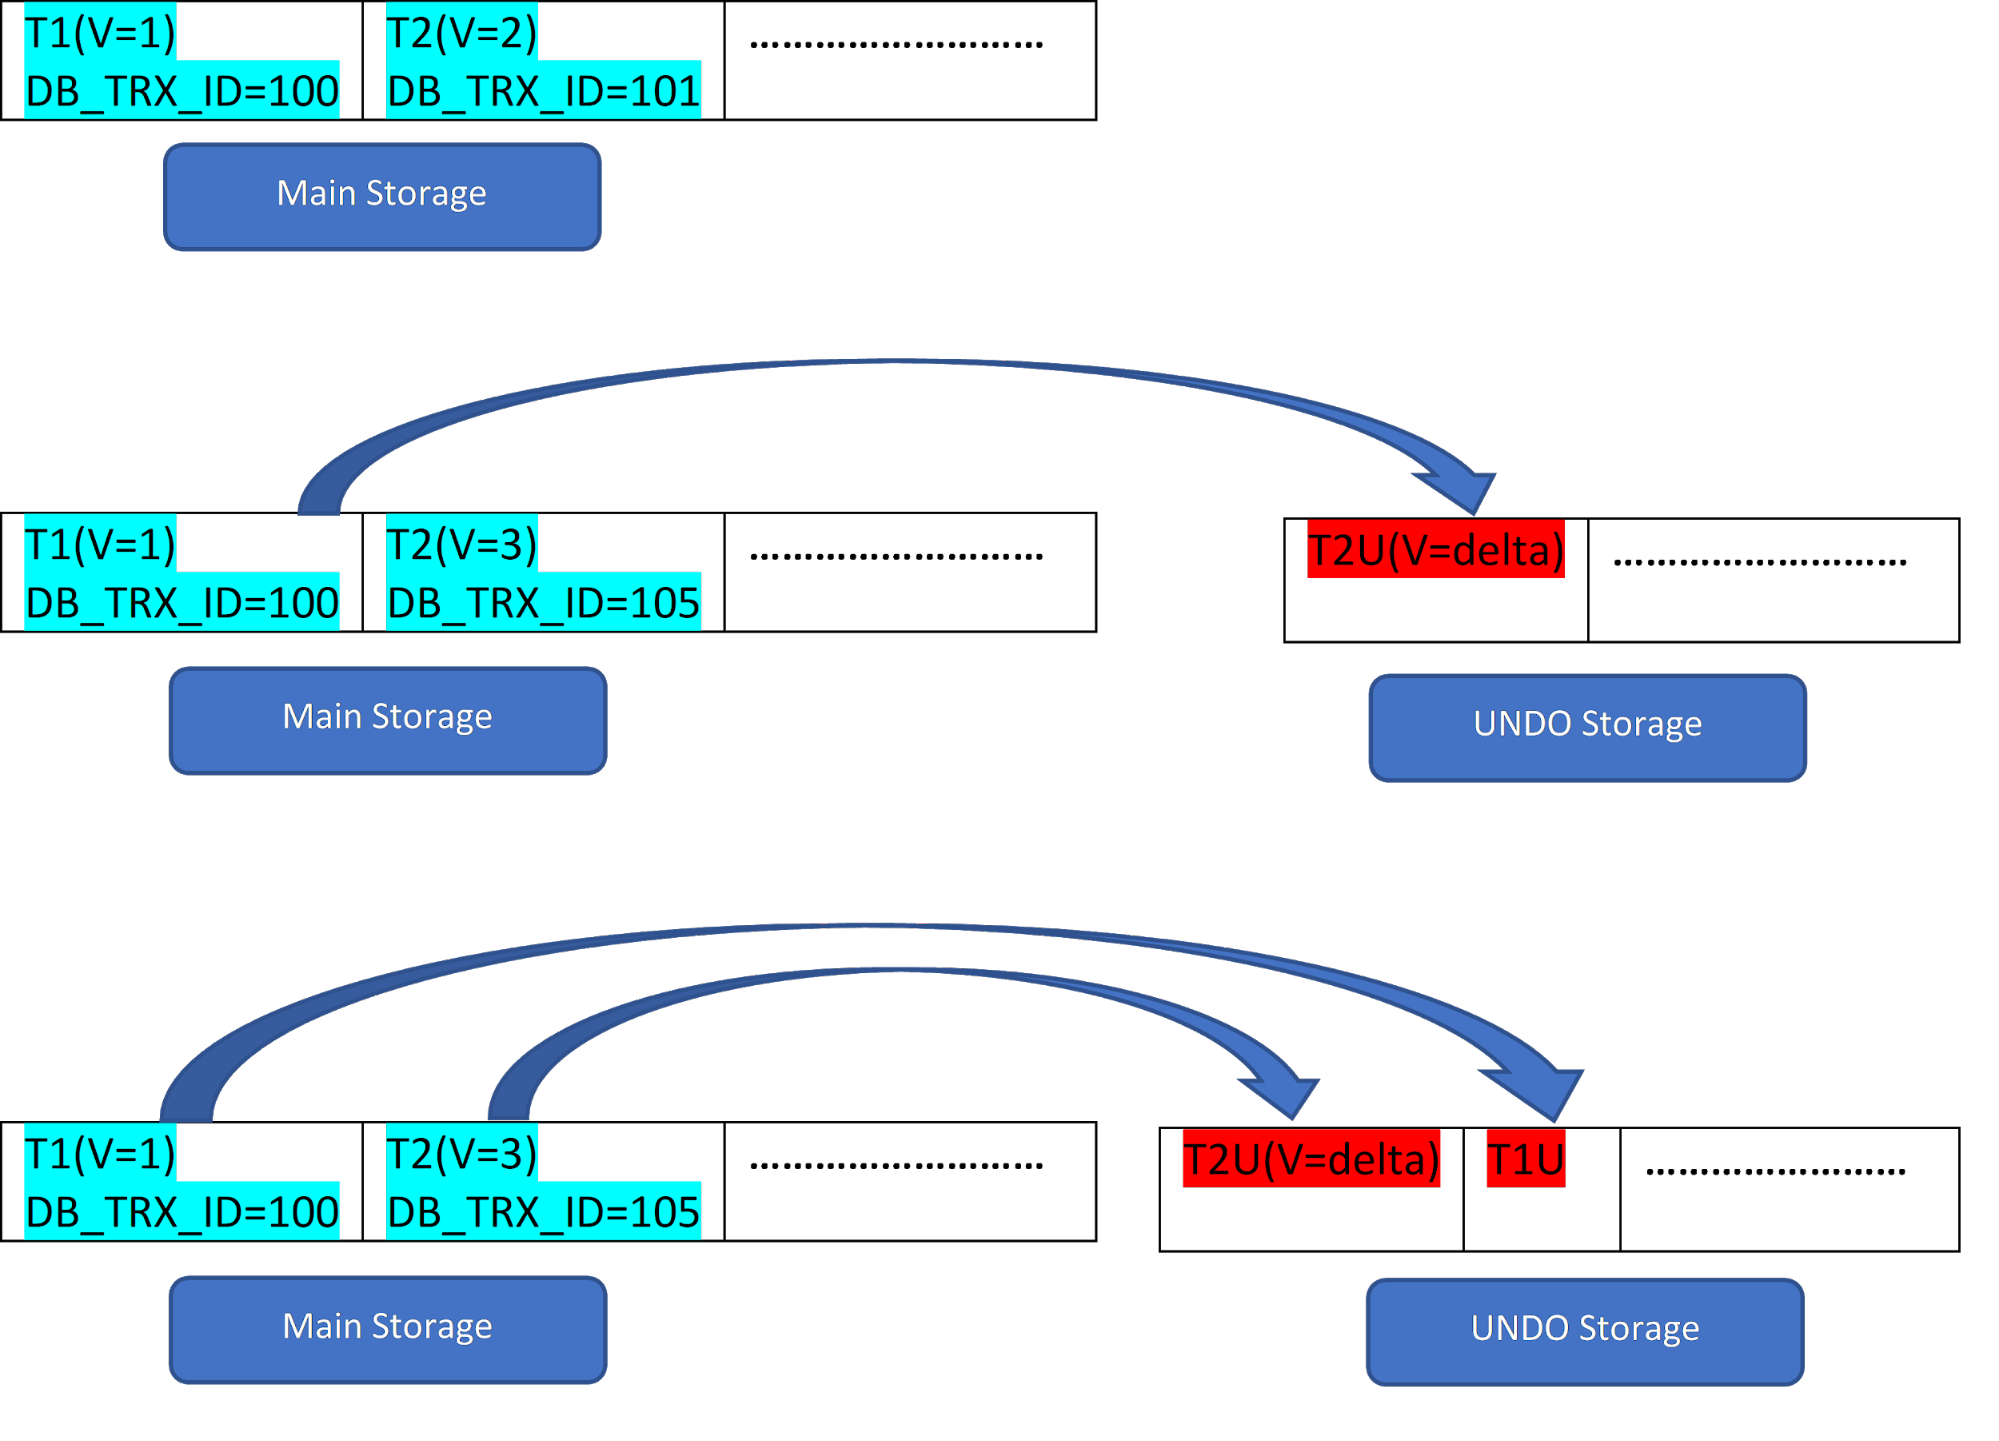 T1(V=1)
DB_TRX_ID=100
T2(V=2)
DB_TRX_ID=101
...........................
Main Storage
T1(V=1)
DB_TRX_ID=100
T2(V=3)
DB_TRX_ID=105
...........................
T2U(V=delta)
...........................
Main Storage
UNDO Storage
T1(V=1)
DB_TRX_ID=100
T2(V=3)
DB_TRX_ID=105
...........................
T2U(V=delta)
T1U
........................
Main Storage
UNDO Storage